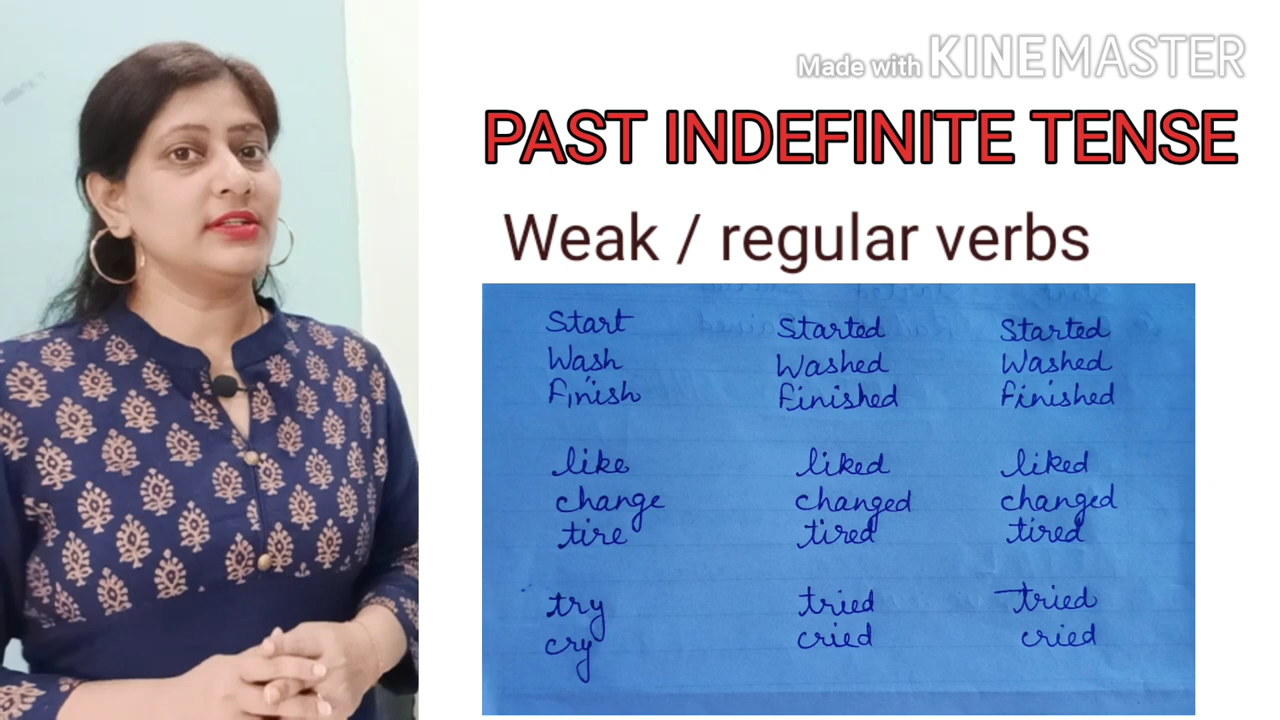 Made with KINEMASTER
PAST INDEFINITE TENSE
Weak / regular verbs
Start Started Started
Wash Washed Washed
Finish finished finished
like liked liked
change changed changed
tire tired tired
try tried tried
cry cried cried